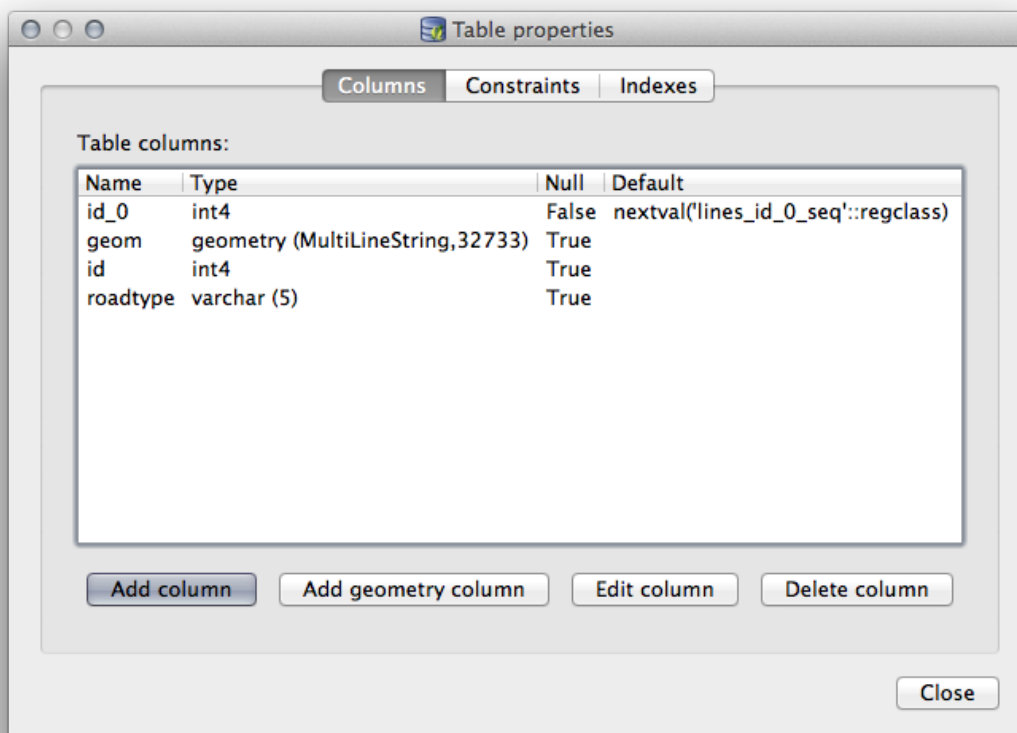 Table properties
Columns Constraints Indexes
Table columns:
Name Type Null Default
id_0 int4 False nextval('lines_id_0_seq'::regclass)
geom geometry (MultiLineString,32733) True
id int4 True
roadtype varchar (5) True
Add column Add geometry column Edit column Delete column
Close